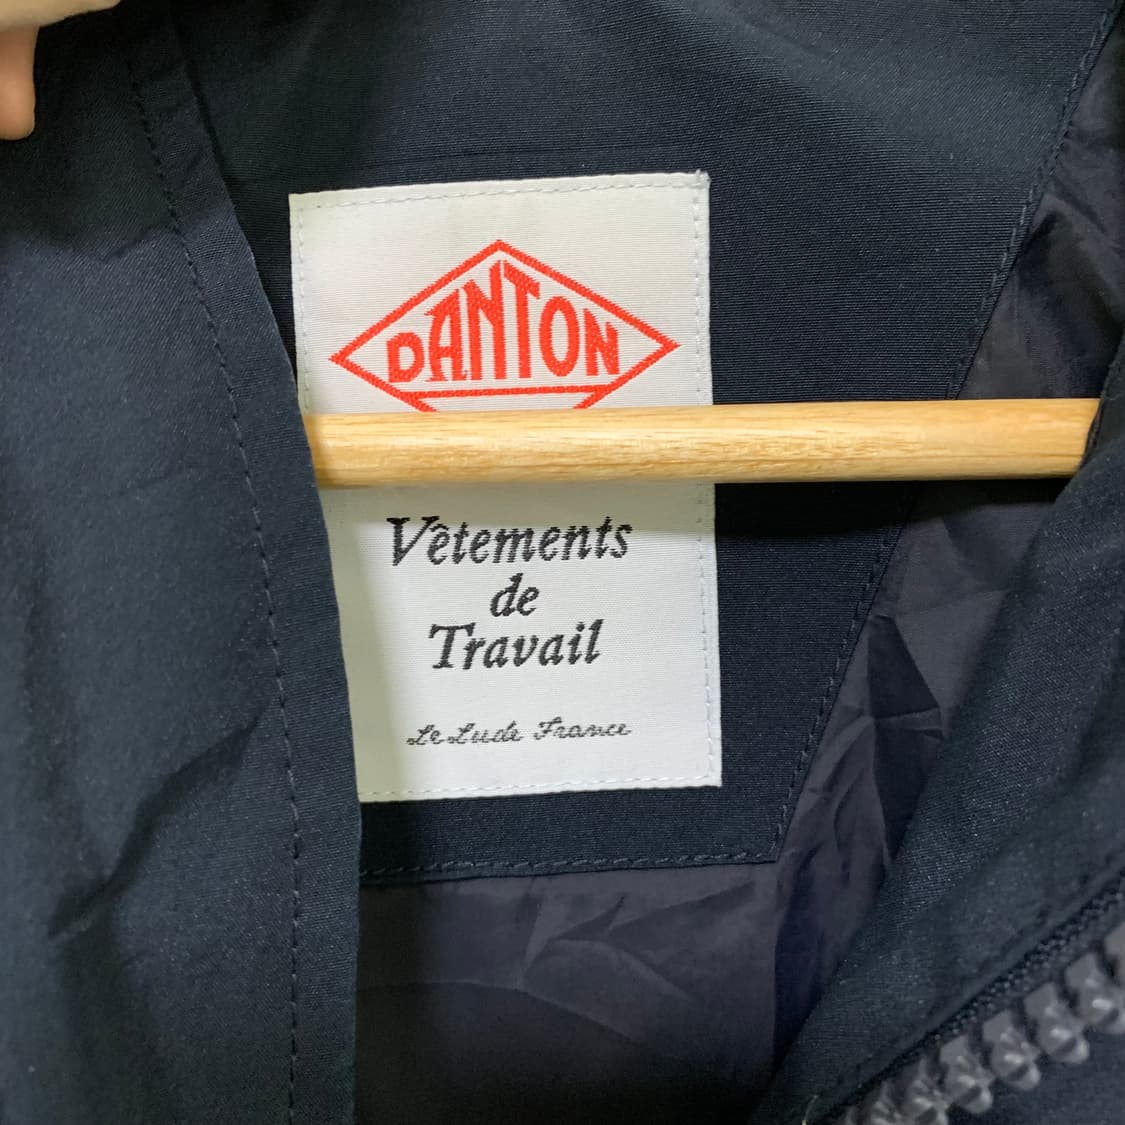 DANTON
Vêtements
de
Travail
Le Lude France